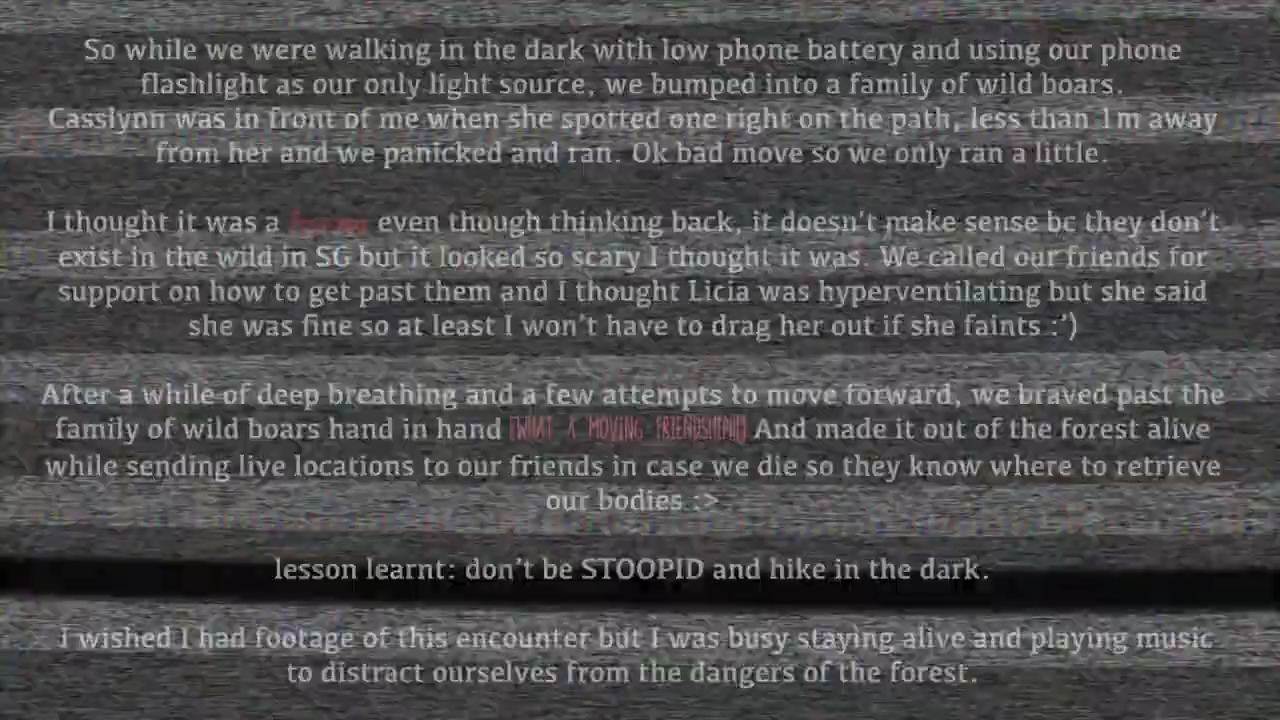 So while we were walking in the dark with low phone battery and using our phone
flashlight as our only light source, we bumped into a family of wild boars.
Casslynn was in front of me when she spotted one right on the path, less than 1m away
from her and we panicked and ran. Ok bad move so we only ran a little.
I thought it was a even though thinking back, it doesn't make sense bc they don't
exist in the wild in SG but it looked so scary I thought it was. We called our friends for
support on how to get past them and I thought Licia was hyperventilating but she said
she was fine so at least I won't have to drag her out if she faints :')
After a while of deep breathing and a few attempts to move forward, we braved past the
family of wild boars hand in hand [WHAT A MOVING FRIENDSHIP] And made it out of the forest alive
while sending live locations to our friends in case we die so they know where to retrieve
our bodies :>
lesson learnt: don't be STOOPID and hike in the dark.
I wished I had footage of this encounter but I was busy staying alive and playing music
to distract ourselves from the dangers of the forest.